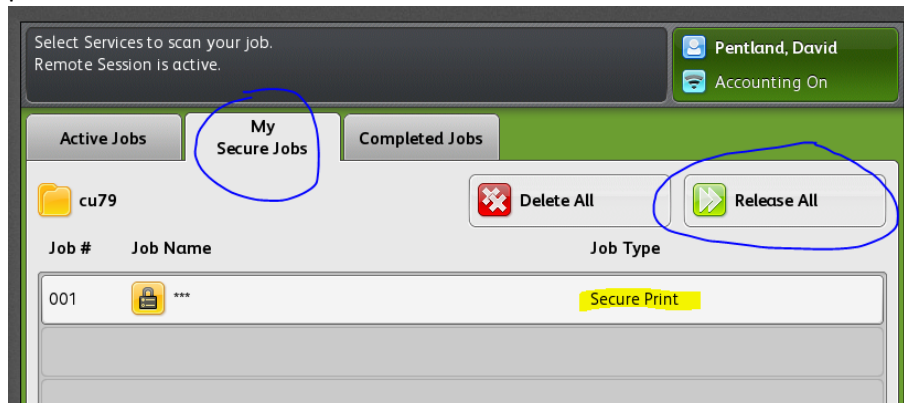 Select Services to scan your job.
Remote Session is active.
Pentland, David
Accounting On
Active Jobs
My
Secure Jobs
Completed Jobs
cu79
Delete All
Release All
Job # Job Name Job Type
001 *** Secure Print